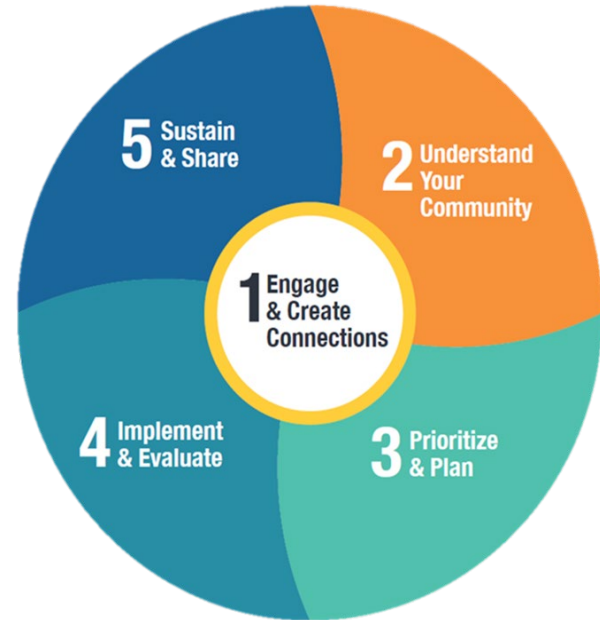 1 Engage
& Create
Connections
2 Understand
Your
Community
3 Prioritize
& Plan
4 Implement
& Evaluate
5 Sustain
& Share